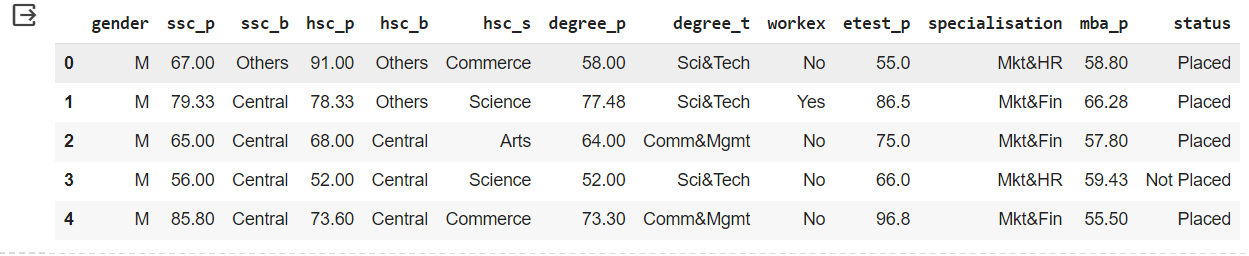 gender ssc_p ssc_b hsc_p hsc_b hsc_s degree_p degree_t workex etest_p specialisation mba_p status
0 M 67.00 Others 91.00 Others Commerce 58.00 Sci&Tech No 55.0 Mkt&HR 58.80 Placed
1 M 79.33 Central 78.33 Others Science 77.48 Sci&Tech Yes 86.5 Mkt&Fin 66.28 Placed
2 M 65.00 Central 68.00 Central Arts 64.00 Comm&Mgmt No 75.0 Mkt&Fin 57.80 Placed
3 M 56.00 Central 52.00 Central Science 52.00 Sci&Tech No 66.0 Mkt&HR 59.43 Not Placed
4 M 85.80 Central 73.60 Central Commerce 73.30 Comm&Mgmt No 96.8 Mkt&Fin 55.50 Placed